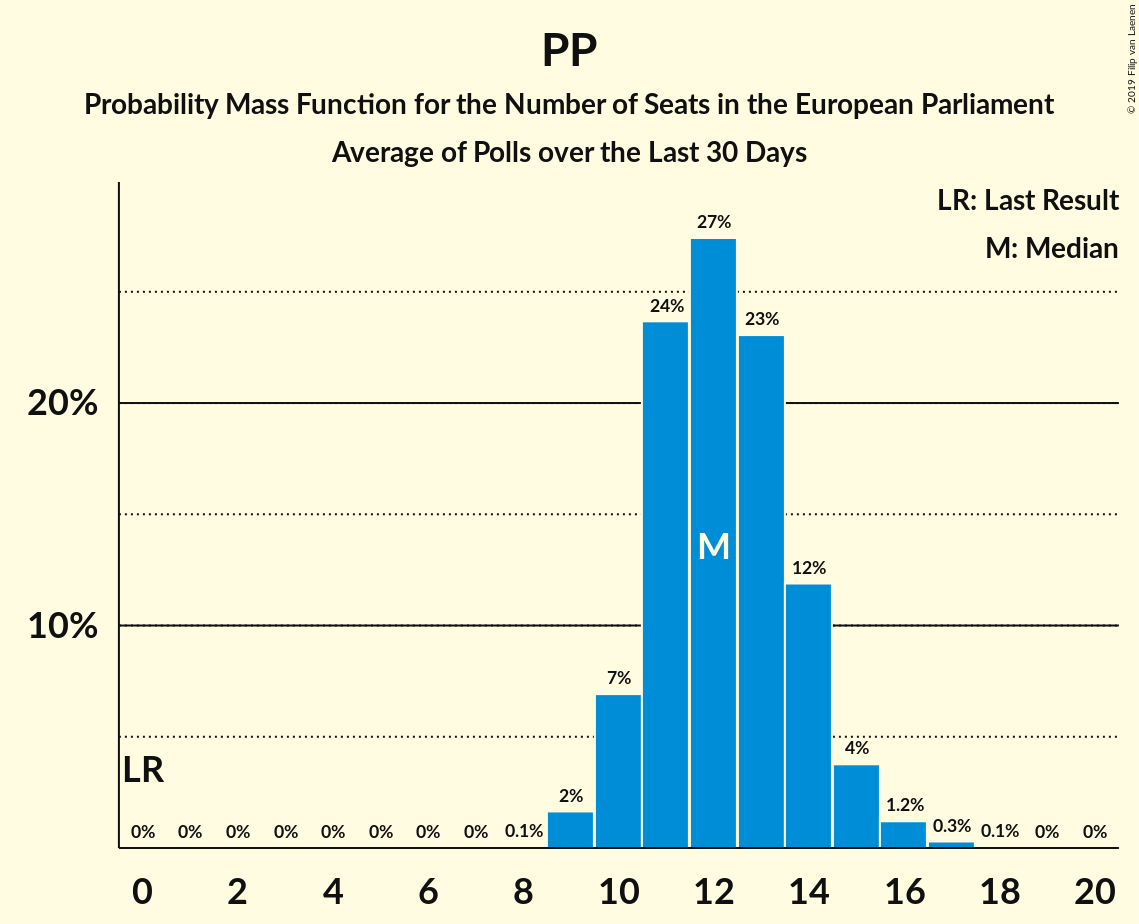 PP
Probability Mass Function for the Number of Seats in the European Parliament
Average of Polls over the Last 30 Days
© 2019 Filip van Laenen
LR: Last Result
M: Median
20%
10%
LR
M
0% 0% 0% 0% 0% 0% 0% 0% 0.1% 2% 7% 24% 27% 23% 12% 4% 1.2% 0.3% 0.1% 0% 0%
0 2 4 6 8 10 12 14 16 18 20